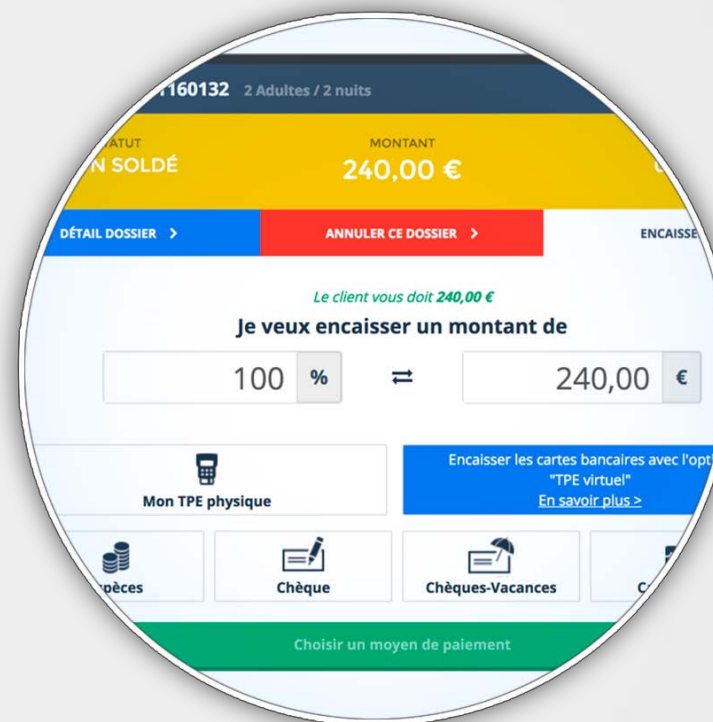 160132 2 Adultes / 2 nuits
MONTANT
SOLDÉ
240,00 €
DÉTAIL DOSSIER >
ANNULER CE DOSSIER >
ENCAISSE
Le client vous doit 240,00 €
Je veux encaisser un montant de
100 %
240,00 €
Encaisser les cartes bancaires avec l'opt
"TPE virtuel"
En savoir plus >
Mon TPE physique
pèces
Chèque
Chèques-Vacances
Choisir un moyen de paiement